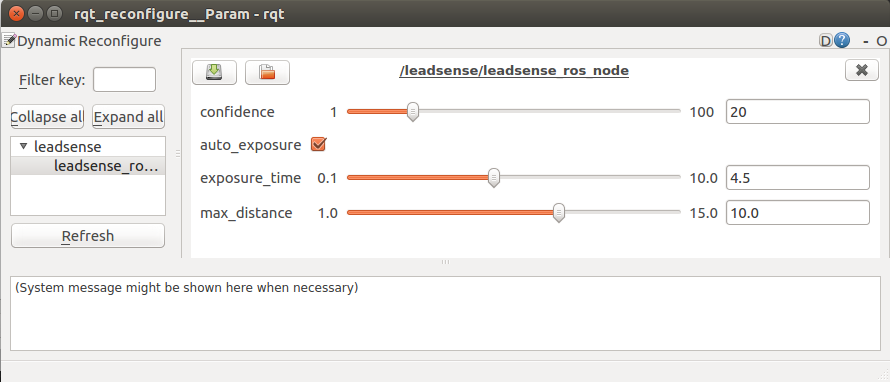 rqt_reconfigure__Param - rqt
Dynamic Reconfigure
D ? - O
Filter key:
Collapse all Expand all
leadsense
leadsense_ro...
Refresh
/leadsense/leadsense_ros_node
confidence 1 100 20
auto_exposure
exposure_time 0.1 10.0 4.5
max_distance 1.0 15.0 10.0
(System message might be shown here when necessary)